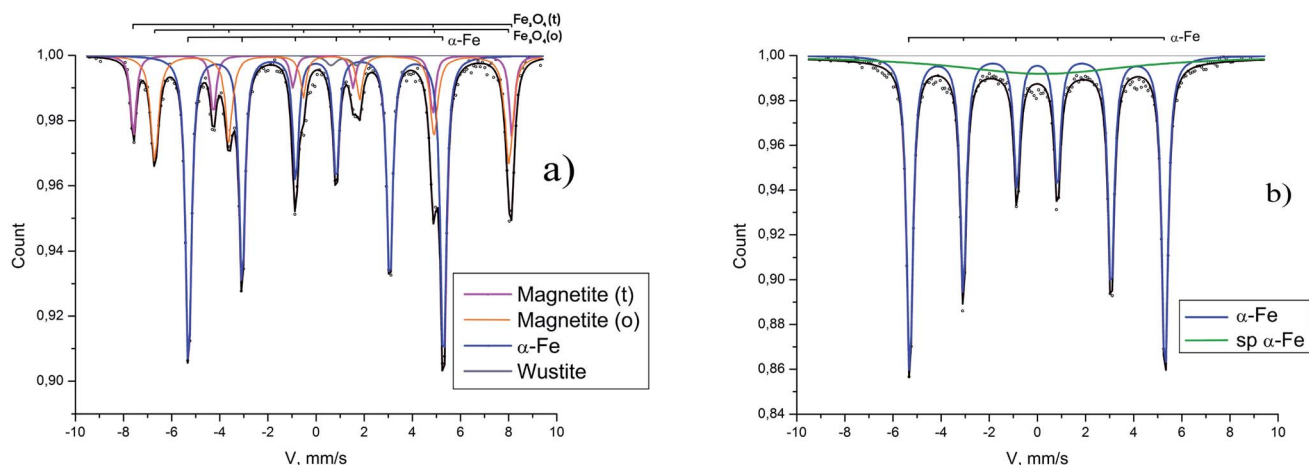 Fe₃O₄(t)
Fe₃O₄(o)
α-Fe
1,00
0,98
0,96
0,94
0,92
0,90
Count
a)
Magnetite (t)
Magnetite (o)
α-Fe
Wustite
-10 -8 -6 -4 -2 0 2 4 6 8 10
V, mm/s
α-Fe
1,00
0,98
0,96
0,94
0,92
0,90
0,88
0,86
0,84
Count
b)
α-Fe
sp α-Fe
-10 -8 -6 -4 -2 0 2 4 6 8 10
V, mm/s